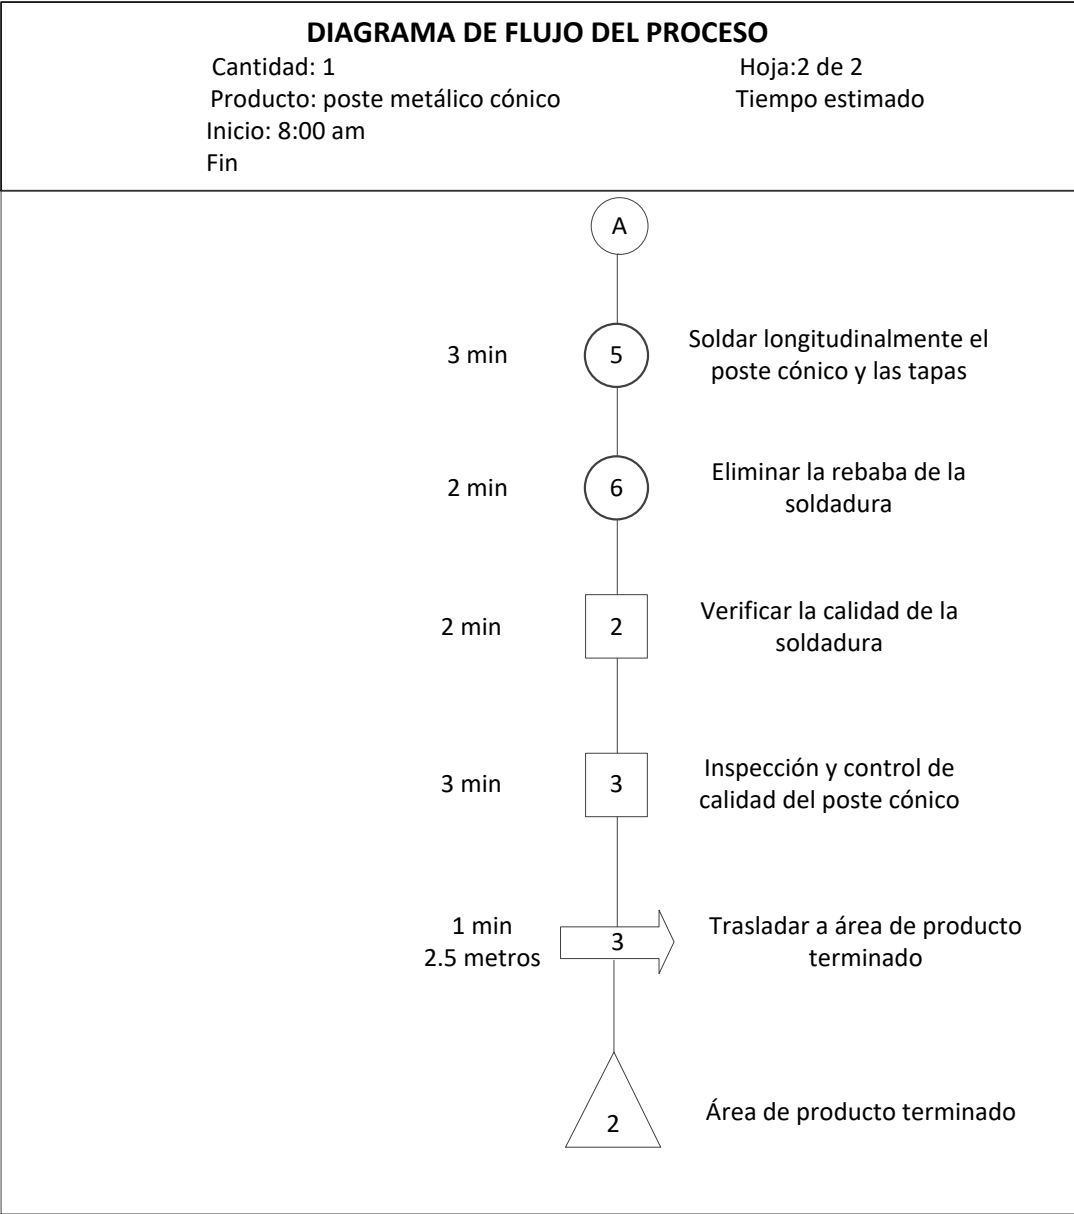 DIAGRAMA DE FLUJO DEL PROCESO
Cantidad: 1
Hoja:2 de 2
Producto: poste metálico cónico
Tiempo estimado
Inicio: 8:00 am
Fin
A
3 min
5
Soldar longitudinalmente el
poste cónico y las tapas
2 min
6
Eliminar la rebaba de la
soldadura
2 min
2
Verificar la calidad de la
soldadura
3 min
3
Inspección y control de
calidad del poste cónico
1 min
2.5 metros
3
Trasladar a área de producto
terminado
2
Área de producto terminado